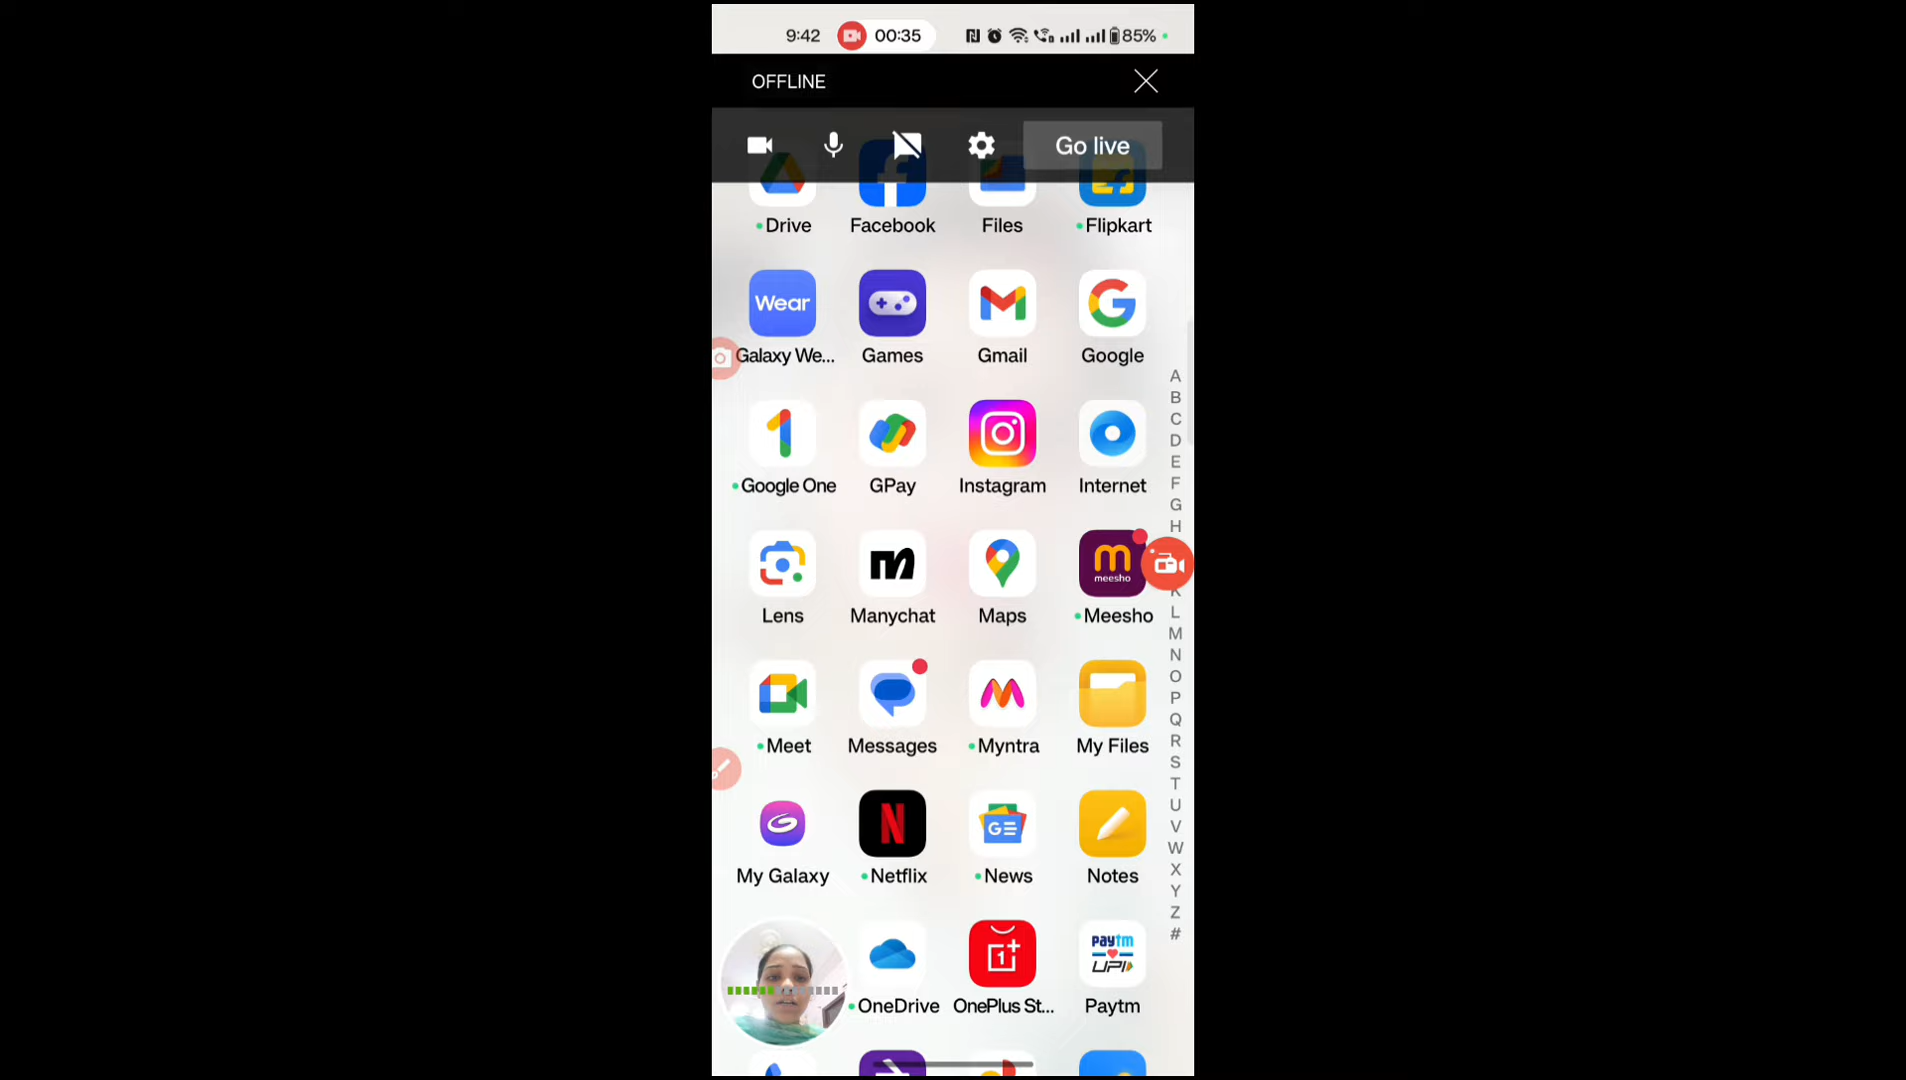 9:42 00:35 85%
OFFLINE
Go live
Drive Facebook Files Flipkart
Wear
Galaxy We... Games Gmail Google
Google One GPay Instagram Internet
meesho
Lens Manychat Maps Meesho
Meet Messages Myntra My Files
My Galaxy Netflix News Notes
paytm
UPI
OneDrive OnePlus St... Paytm
A
B
C
D
E
F
G
H
K
L
M
N
O
P
Q
R
S
T
U
V
W
X
Y
Z
#